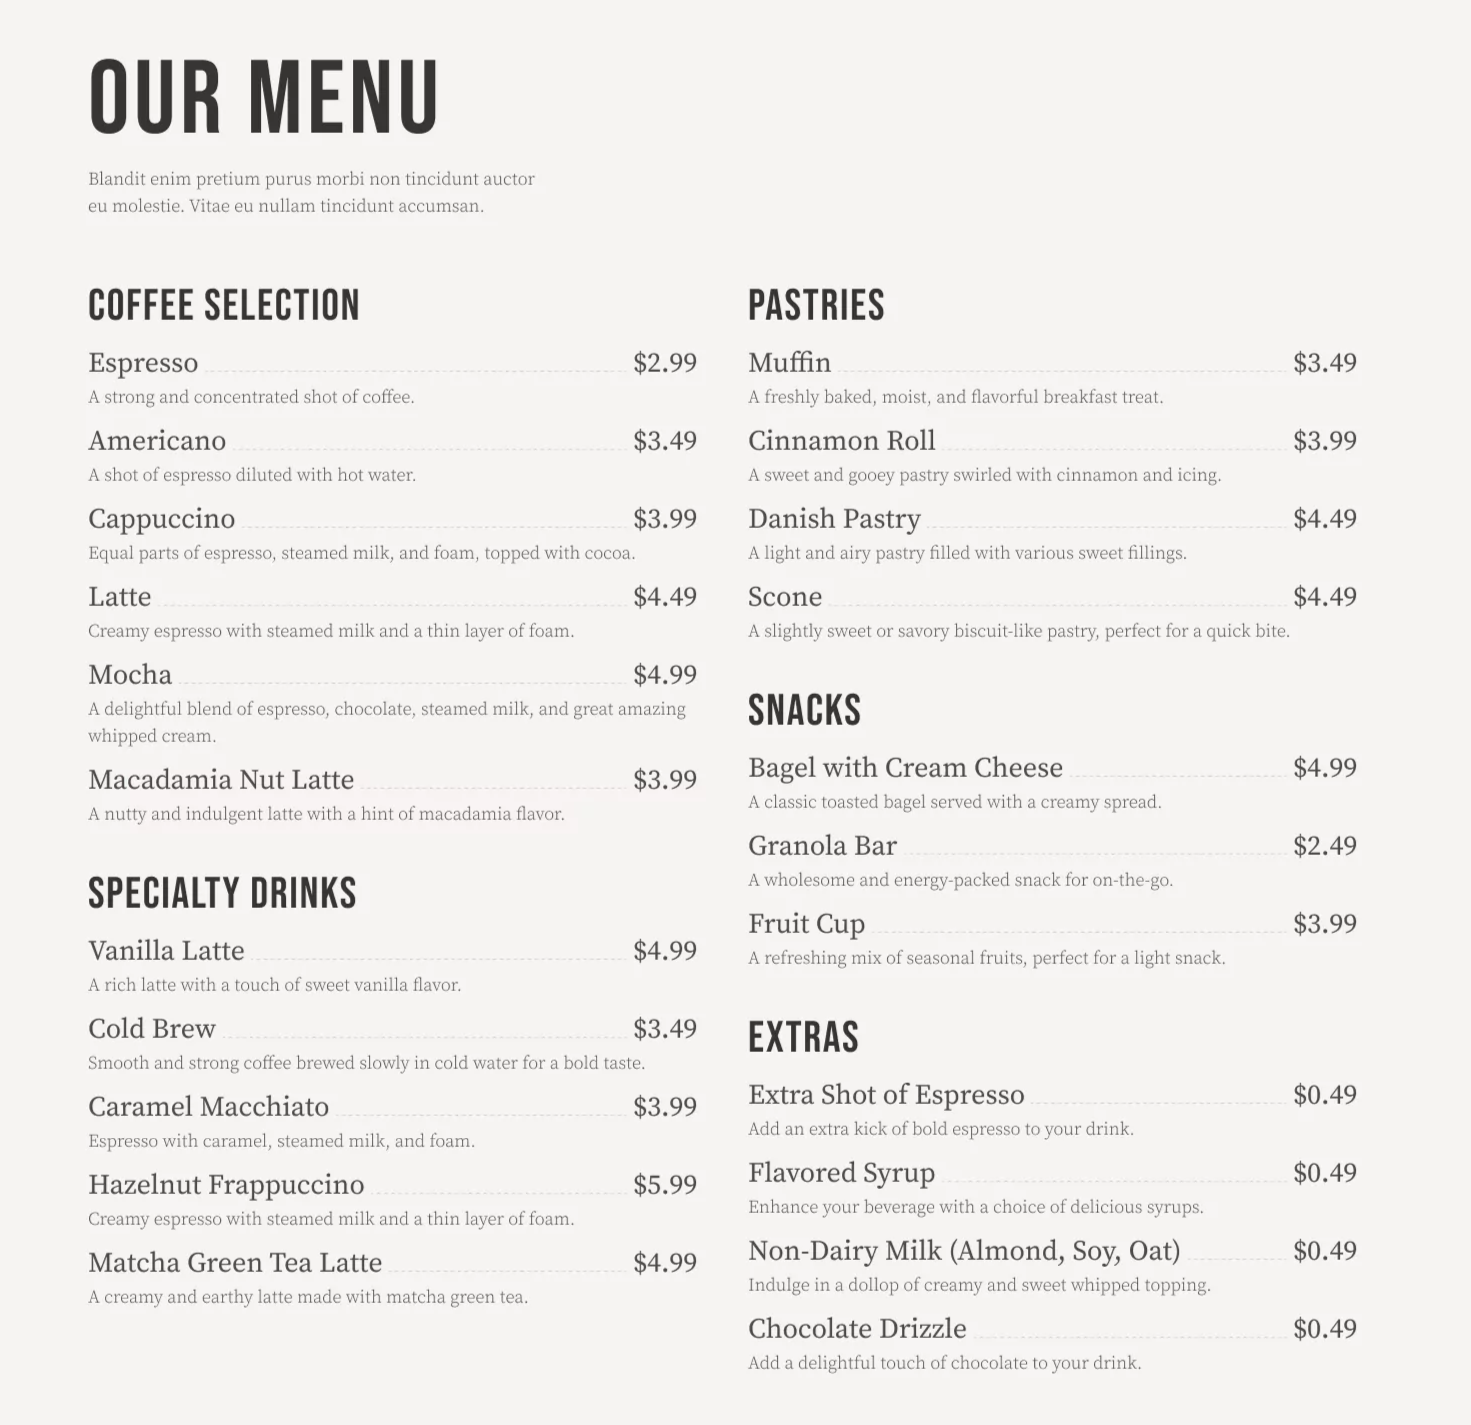 OUR MENU
Blandit enim pretium purus morbi non tincidunt auctor
eu molestie. Vitae eu nullam tincidunt accumsan.
COFFEE SELECTION
Espresso $2.99
A strong and concentrated shot of coffee.
Americano $3.49
A shot of espresso diluted with hot water.
Cappuccino $3.99
Equal parts of espresso, steamed milk, and foam, topped with cocoa.
Latte $4.49
Creamy espresso with steamed milk and a thin layer of foam.
Mocha $4.99
A delightful blend of espresso, chocolate, steamed milk, and great amazing
whipped cream.
Macadamia Nut Latte $3.99
A nutty and indulgent latte with a hint of macadamia flavor.
SPECIALTY DRINKS
Vanilla Latte $4.99
A rich latte with a touch of sweet vanilla flavor.
Cold Brew $3.49
Smooth and strong coffee brewed slowly in cold water for a bold taste.
Caramel Macchiato $3.99
Espresso with caramel, steamed milk, and foam.
Hazelnut Frappuccino $5.99
Creamy espresso with steamed milk and a thin layer of foam.
Matcha Green Tea Latte $4.99
A creamy and earthy latte made with matcha green tea.
PASTRIES
Muffin $3.49
A freshly baked, moist, and flavorful breakfast treat.
Cinnamon Roll $3.99
A sweet and gooey pastry swirled with cinnamon and icing.
Danish Pastry $4.49
A light and airy pastry filled with various sweet fillings.
Scone $4.49
A slightly sweet or savory biscuit-like pastry, perfect for a quick bite.
SNACKS
Bagel with Cream Cheese $4.99
A classic toasted bagel served with a creamy spread.
Granola Bar $2.49
A wholesome and energy-packed snack for on-the-go.
Fruit Cup $3.99
A refreshing mix of seasonal fruits, perfect for a light snack.
EXTRAS
Extra Shot of Espresso $0.49
Add an extra kick of bold espresso to your drink.
Flavored Syrup $0.49
Enhance your beverage with a choice of delicious syrups.
Non-Dairy Milk (Almond, Soy, Oat) $0.49
Indulge in a dollop of creamy and sweet whipped topping.
Chocolate Drizzle $0.49
Add a delightful touch of chocolate to your drink.